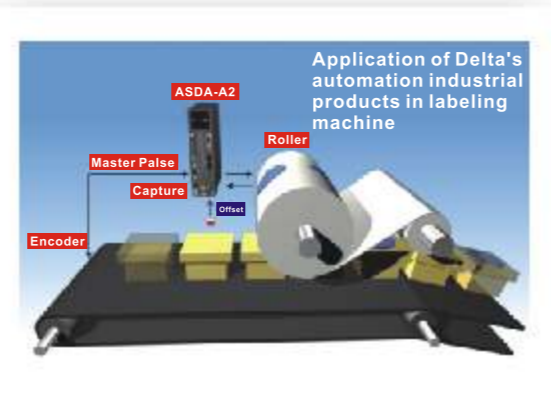 Application of Delta's
automation industrial
products in labeling
machine
ASDA-A2
Roller
Master Palse
Capture
Offset
Encoder